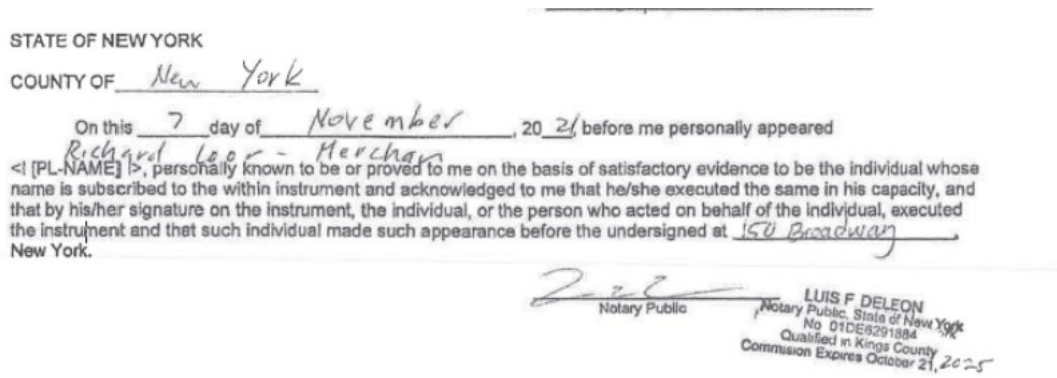 STATE OF NEW YORK
COUNTY OF New York
On this 7 day of November, 2021 before me personally appeared
Richard Loor - Merchan
<| [PL-NAME] |>, personally known to be or proved to me on the basis of satisfactory evidence to be the individual whose
name is subscribed to the within instrument and acknowledged to me that he/she executed the same in his capacity, and
that by his/her signature on the instrument, the individual, or the person who acted on behalf of the individual, executed
the instrument and that such individual made such appearance before the undersigned at 150 Broadway,
New York.
Notary Public
LUIS F DELEON
Notary Public, State of New York
No 01DE6291884
Qualified in Kings County
Commission Expires October 21, 2025